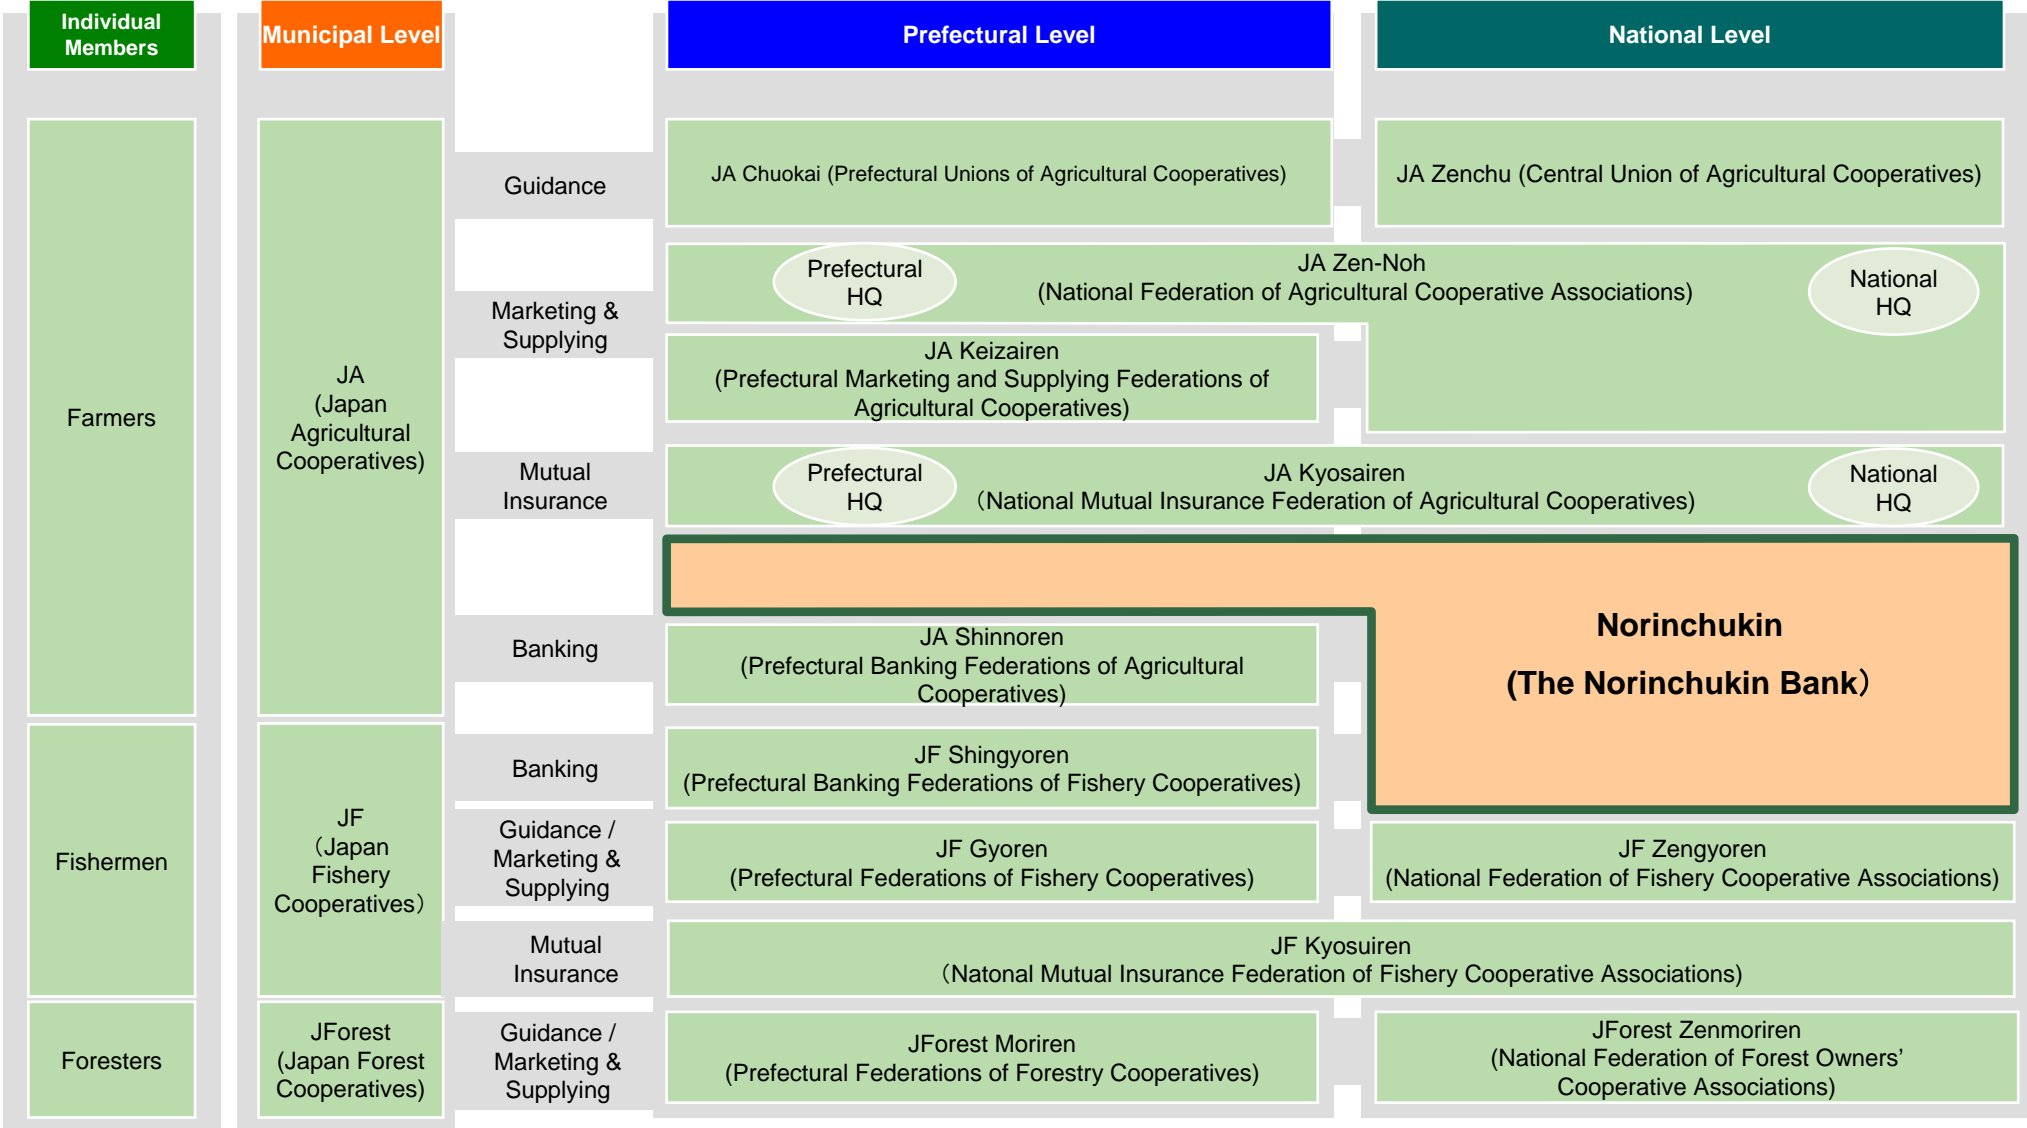 Individual
Members
Municipal Level
Prefectural Level
National Level
Farmers
JA
(Japan
Agricultural
Cooperatives)
Guidance
JA Chuokai (Prefectural Unions of Agricultural Cooperatives)
JA Zenchu (Central Union of Agricultural Cooperatives)
Marketing &
Supplying
Prefectural
HQ
JA Zen-Noh
(National Federation of Agricultural Cooperative Associations)
National
HQ
JA Keizairen
(Prefectural Marketing and Supplying Federations of
Agricultural Cooperatives)
Mutual
Insurance
Prefectural
HQ
JA Kyosairen
（National Mutual Insurance Federation of Agricultural Cooperatives)
National
HQ
Banking
JA Shinnoren
(Prefectural Banking Federations of Agricultural
Cooperatives)
Norinchukin
(The Norinchukin Bank）
Fishermen
JF
（Japan
Fishery
Cooperatives）
Banking
JF Shingyoren
(Prefectural Banking Federations of Fishery Cooperatives)
Guidance /
Marketing &
Supplying
JF Gyoren
(Prefectural Federations of Fishery Cooperatives)
JF Zengyoren
(National Federation of Fishery Cooperative Associations)
Mutual
Insurance
JF Kyosuiren
（Natonal Mutual Insurance Federation of Fishery Cooperative Associations)
Foresters
JForest
(Japan Forest
Cooperatives)
Guidance /
Marketing &
Supplying
JForest Moriren
(Prefectural Federations of Forestry Cooperatives)
JForest Zenmoriren
(National Federation of Forest Owners’
Cooperative Associations)